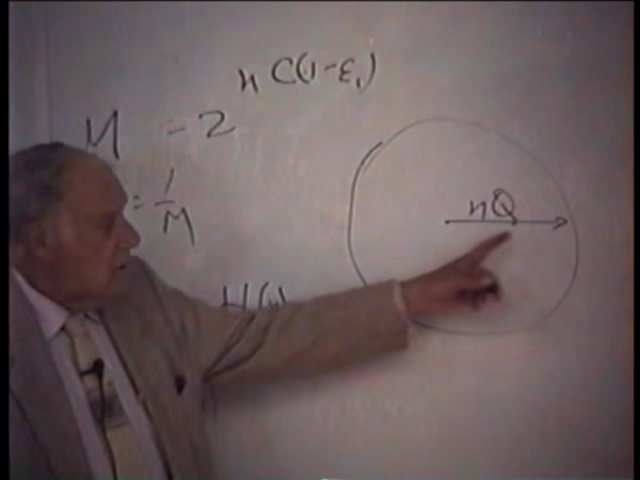 n C(1-ε₁)
M = 2
= 1/M
nQ